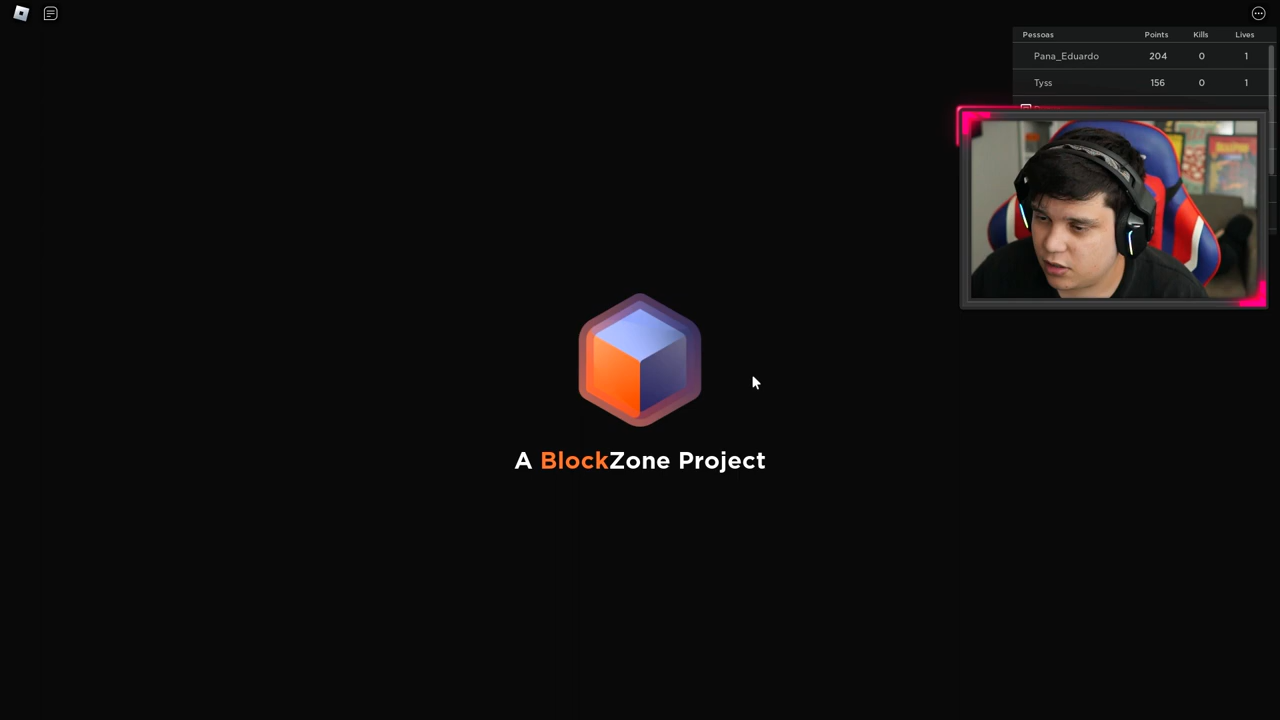 Pessoas Points Kills Lives
Pana_Eduardo 204 0 1
Tyss 156 0 1
A BlockZone Project